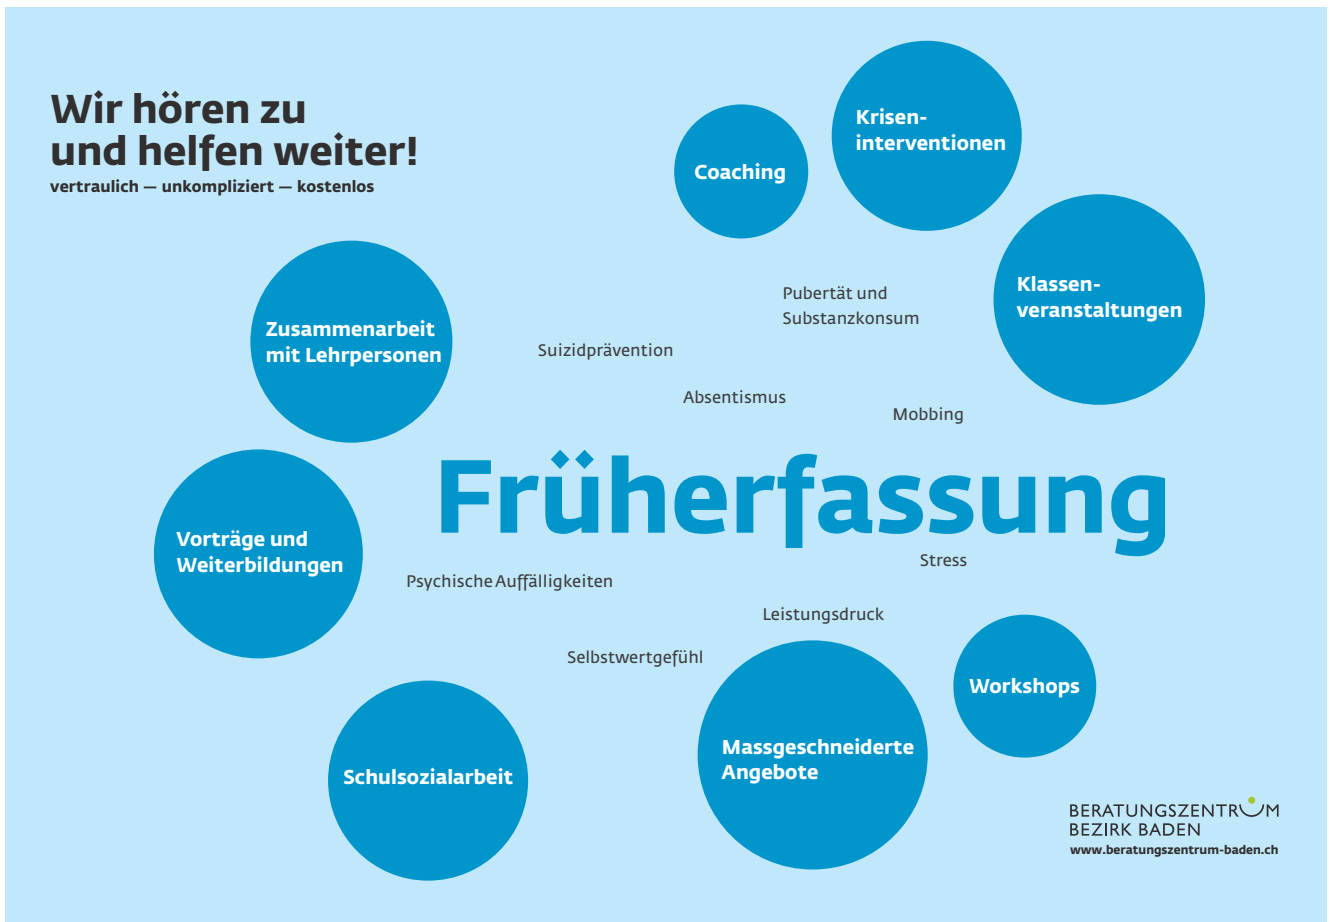 Wir hören zu
und helfen weiter!
vertraulich — unkompliziert — kostenlos
Coaching
Krisen-
interventionen
Klassen-
veranstaltungen
Zusammenarbeit
mit Lehrpersonen
Pubertät und
Substanzkonsum
Suizidprävention
Absentismus
Mobbing
Früherfassung
Vorträge und
Weiterbildungen
Stress
Psychische Auffälligkeiten
Leistungsdruck
Selbstwertgefühl
Workshops
Massgeschneiderte
Angebote
Schulsozialarbeit
BERATUNGSZENTRUM
BEZIRK BADEN
www.beratungszentrum-baden.ch